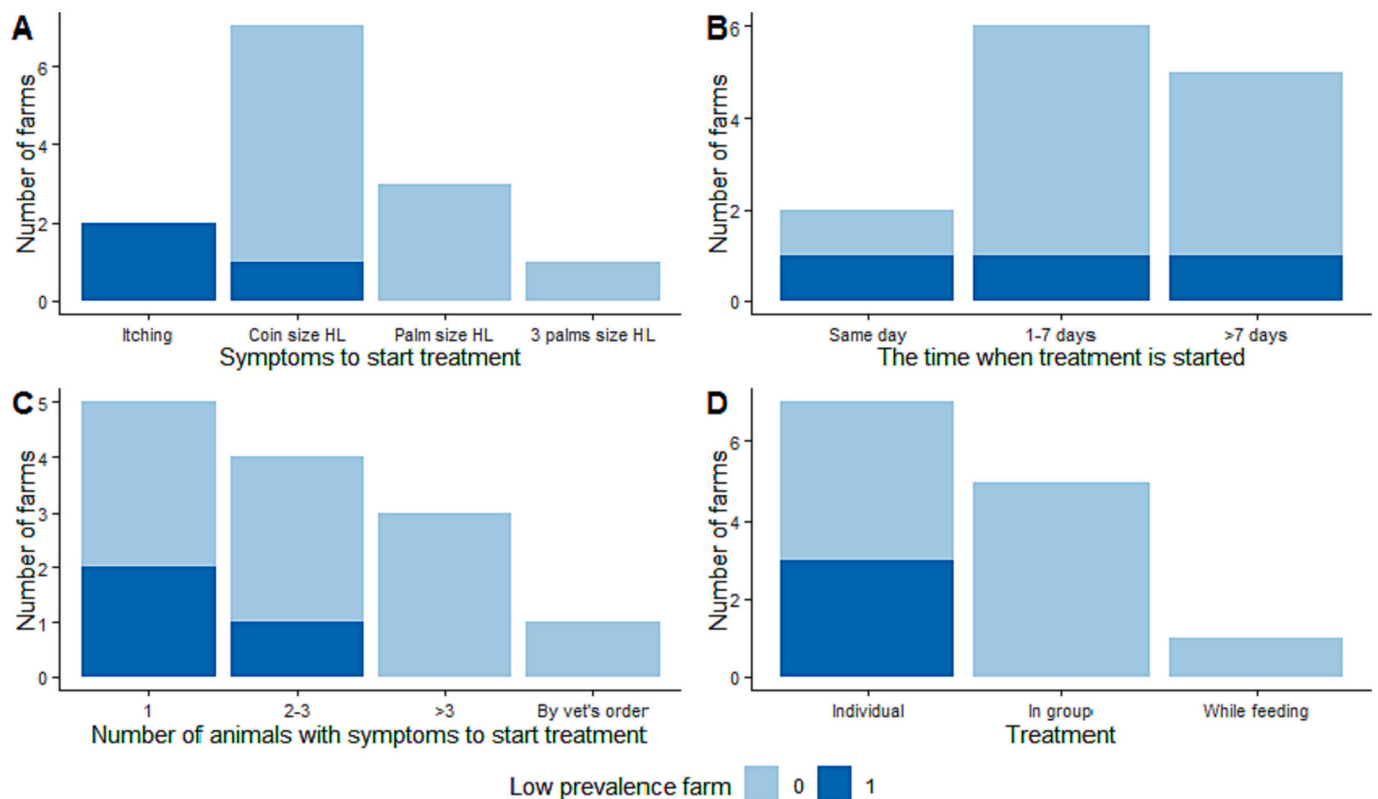 A
Number of farms
6
4
2
0
Itching
Coin size HL
Palm size HL
3 palms size HL
Symptoms to start treatment
B
Number of farms
6
4
2
0
Same day
1-7 days
>7 days
The time when treatment is started
C
Number of farms
5
4
3
2
1
0
1
2-3
>3
By vet's order
Number of animals with symptoms to start treatment
D
Number of farms
6
4
2
0
Individual
In group
While feeding
Treatment
Low prevalence farm 0 1